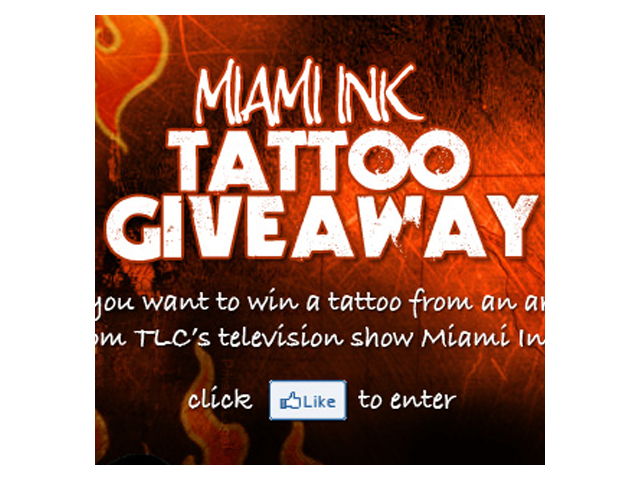 MIAMI INK
TATTOO
GIVEAWAY
you want to win a tattoo from an
TLC's television show Miami
click Like to enter